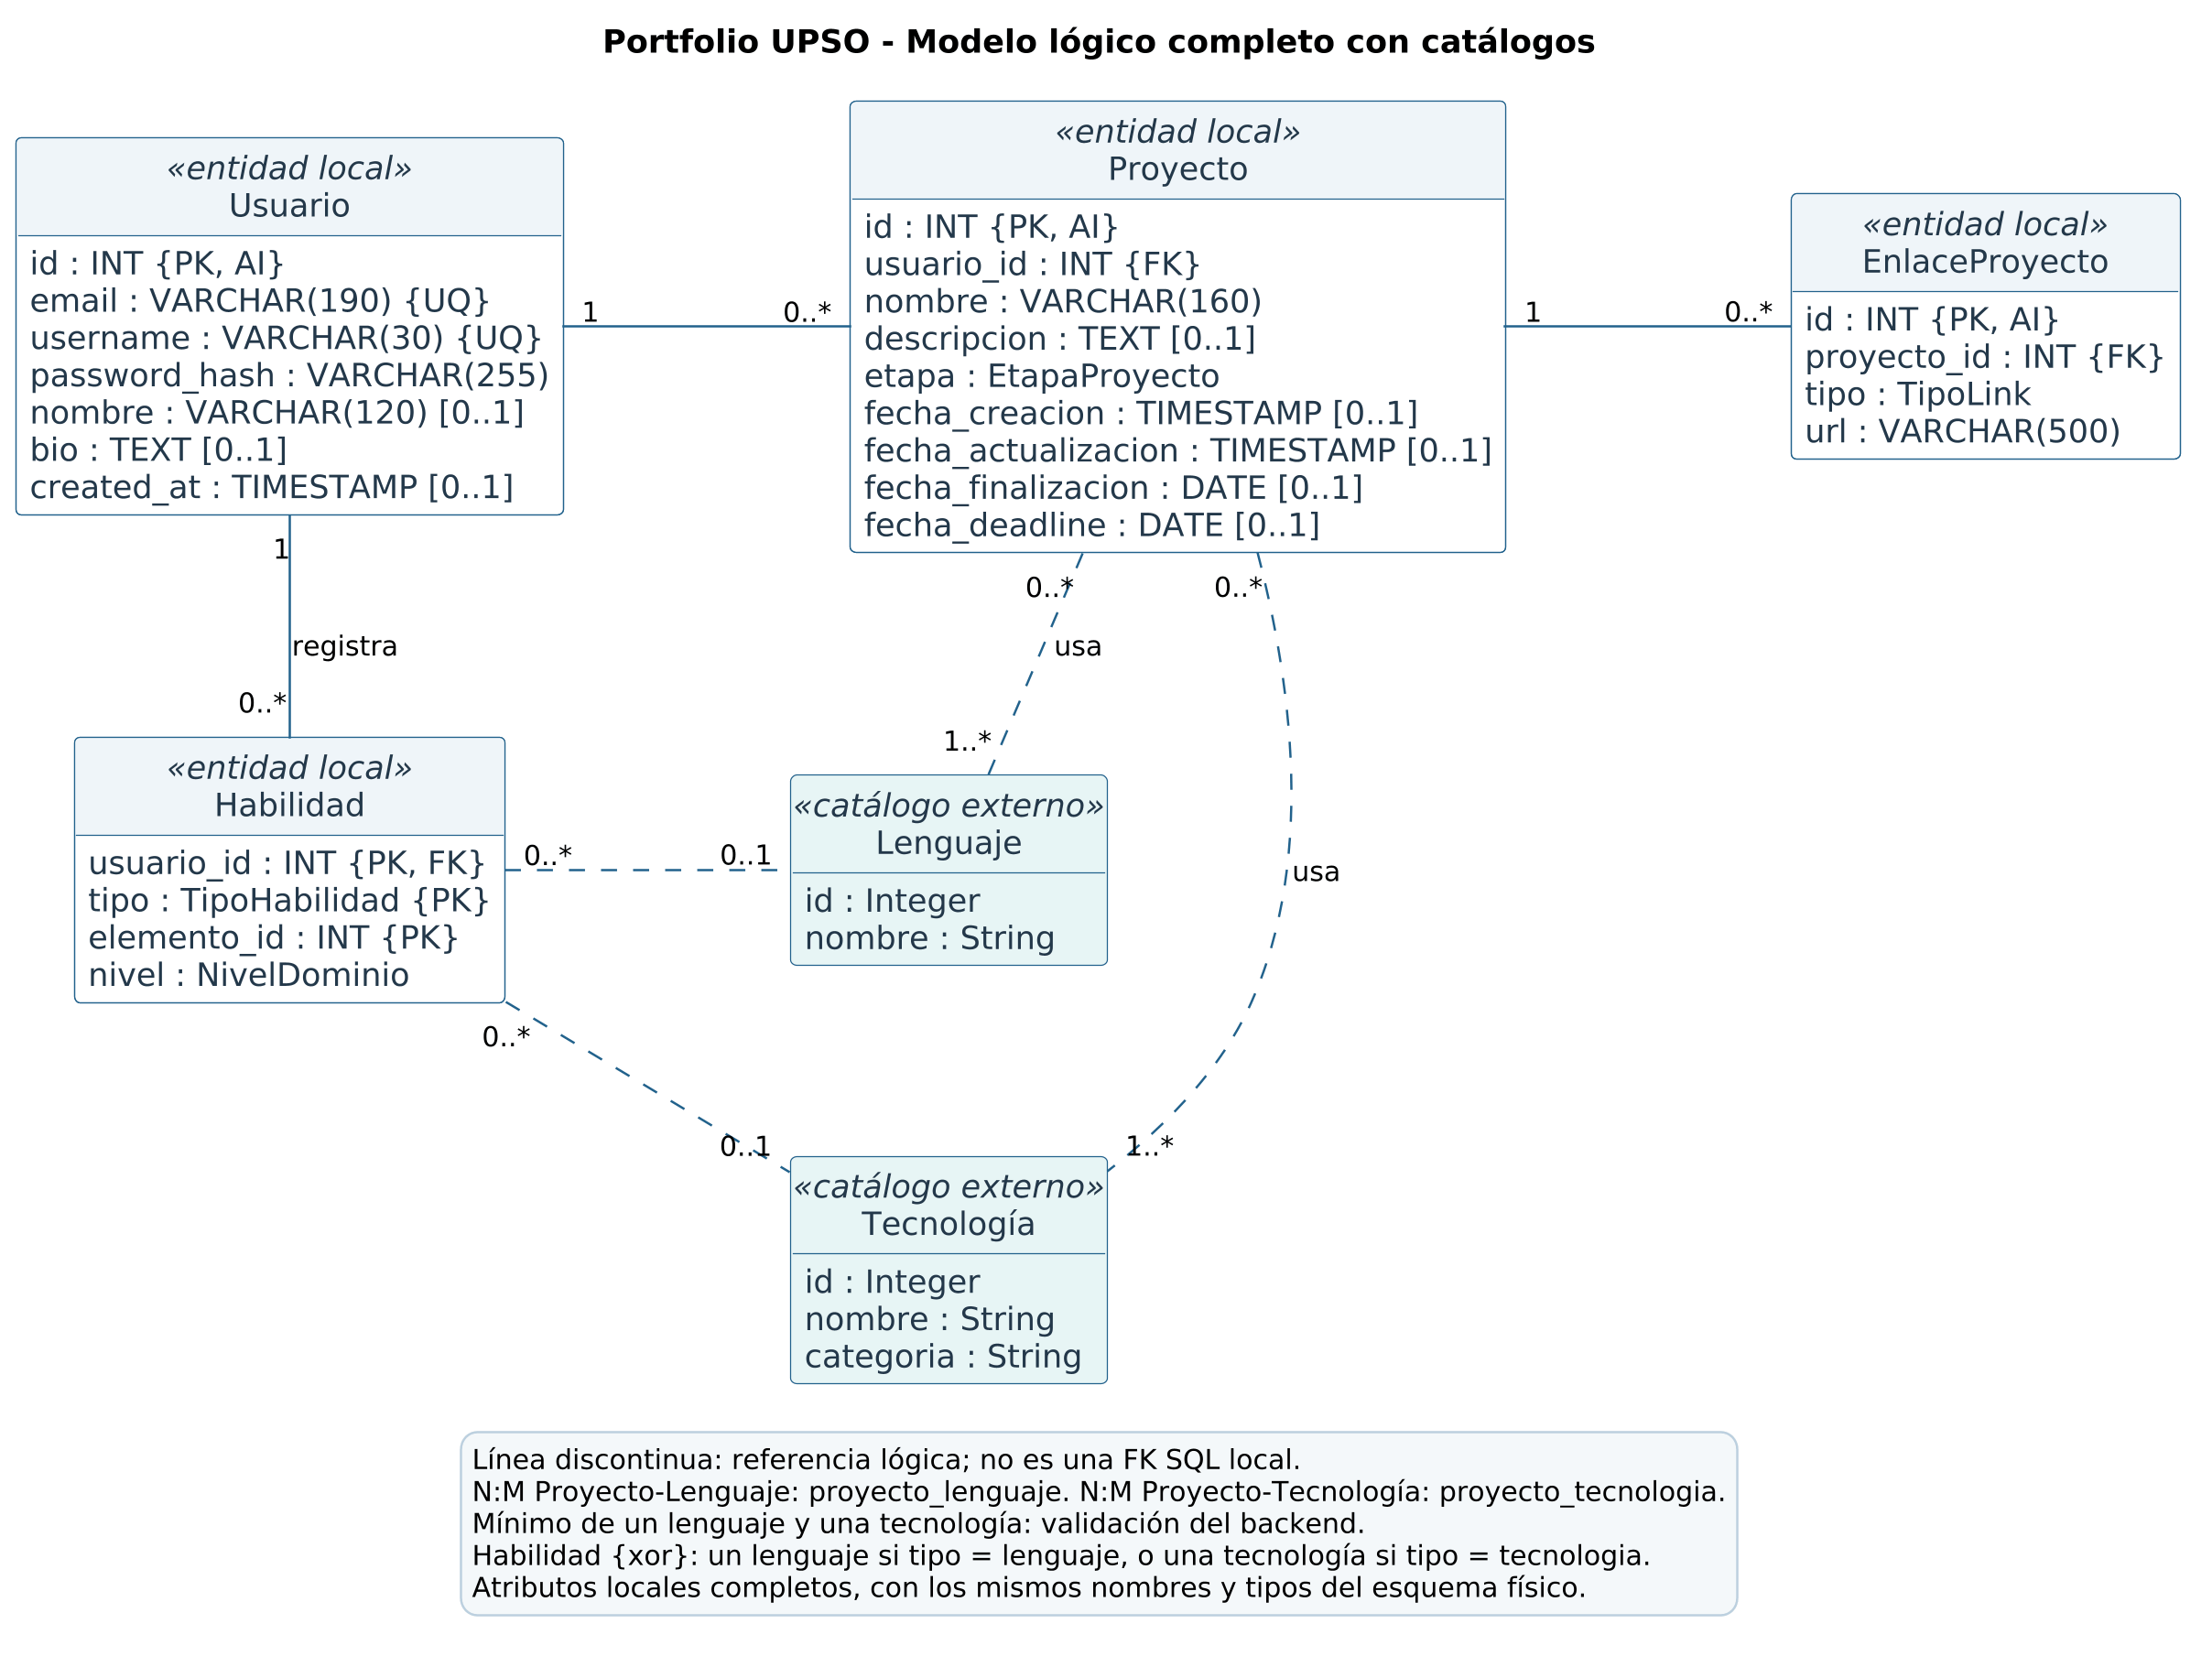 Portfolio UPSO - Modelo lógico completo con catálogos
«entidad local»
Usuario
id : INT {PK, AI}
email : VARCHAR(190) {UQ}
username : VARCHAR(30) {UQ}
password_hash : VARCHAR(255)
nombre : VARCHAR(120) [0..1]
bio : TEXT [0..1]
created_at : TIMESTAMP [0..1]
1
0..*
«entidad local»
Proyecto
id : INT {PK, AI}
usuario_id : INT {FK}
nombre : VARCHAR(160)
descripcion : TEXT [0..1]
etapa : EtapaProyecto
fecha_creacion : TIMESTAMP [0..1]
fecha_actualizacion : TIMESTAMP [0..1]
fecha_finalizacion : DATE [0..1]
fecha_deadline : DATE [0..1]
1
0..*
«entidad local»
EnlaceProyecto
id : INT {PK, AI}
proyecto_id : INT {FK}
tipo : TipoLink
url : VARCHAR(500)
1
registra
0..*
0..*
usa
1..*
0..*
usa
1..*
«entidad local»
Habilidad
usuario_id : INT {PK, FK}
tipo : TipoHabilidad {PK}
elemento_id : INT {PK}
nivel : NivelDominio
0..*
0..1
«catálogo externo»
Lenguaje
id : Integer
nombre : String
0..*
0..1
«catálogo externo»
Tecnología
id : Integer
nombre : String
categoria : String
Línea discontinua: referencia lógica; no es una FK SQL local.
N:M Proyecto-Lenguaje: proyecto_lenguaje. N:M Proyecto-Tecnología: proyecto_tecnologia.
Mínimo de un lenguaje y una tecnología: validación del backend.
Habilidad {xor}: un lenguaje si tipo = lenguaje, o una tecnología si tipo = tecnologia.
Atributos locales completos, con los mismos nombres y tipos del esquema físico.